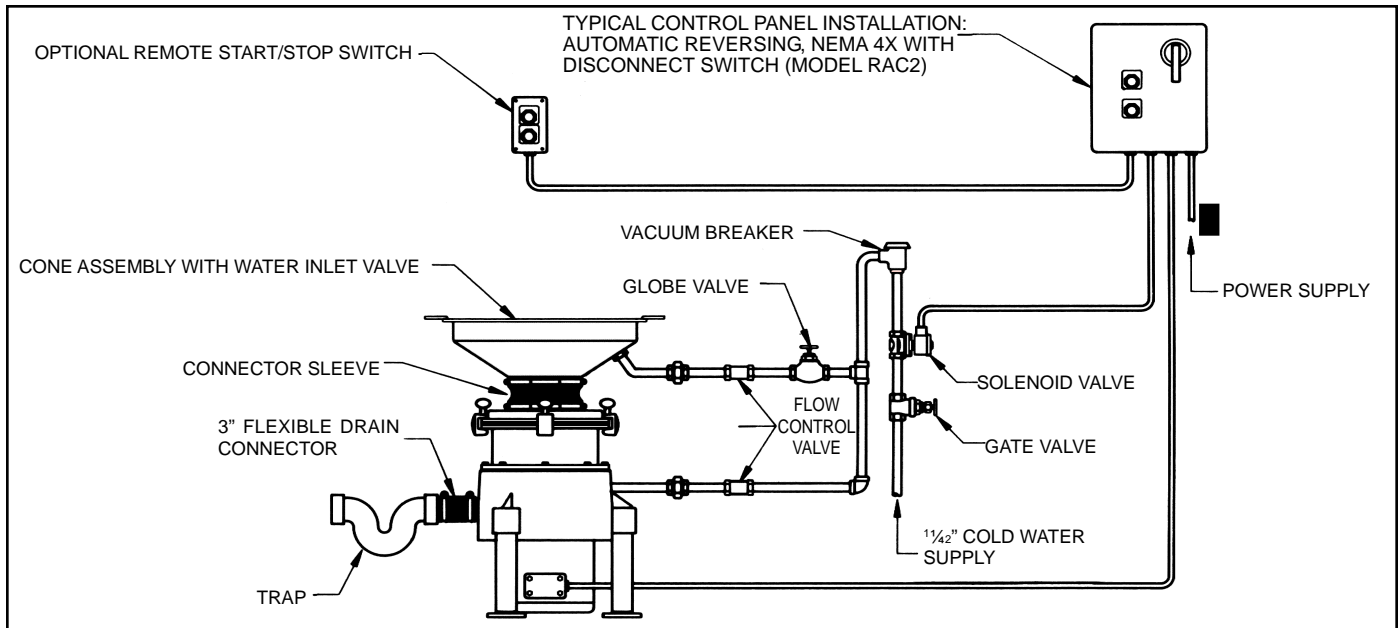 TYPICAL CONTROL PANEL INSTALLATION:
AUTOMATIC REVERSING, NEMA 4X WITH
DISCONNECT SWITCH (MODEL RAC2)
OPTIONAL REMOTE START/STOP SWITCH
VACUUM BREAKER
CONE ASSEMBLY WITH WATER INLET VALVE
GLOBE VALVE
POWER SUPPLY
CONNECTOR SLEEVE
SOLENOID VALVE
3” FLEXIBLE DRAIN
CONNECTOR
FLOW
CONTROL
VALVE
GATE VALVE
COLD WATER
SUPPLY
TRAP